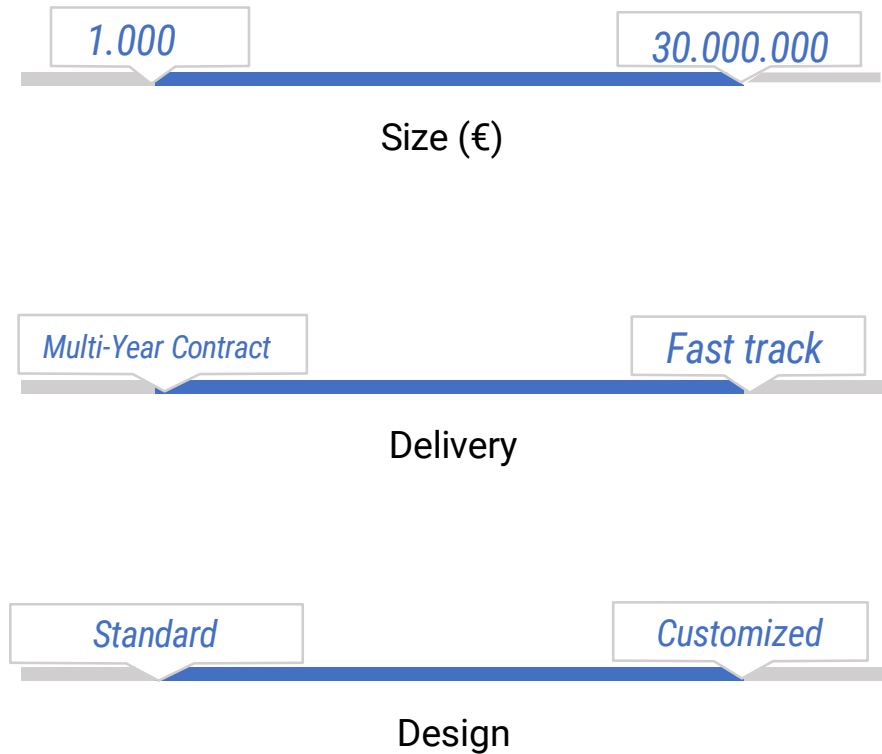 1.000
30.000.000
Size (€)
Multi-Year Contract
Fast track
Delivery
Standard
Customized
Design